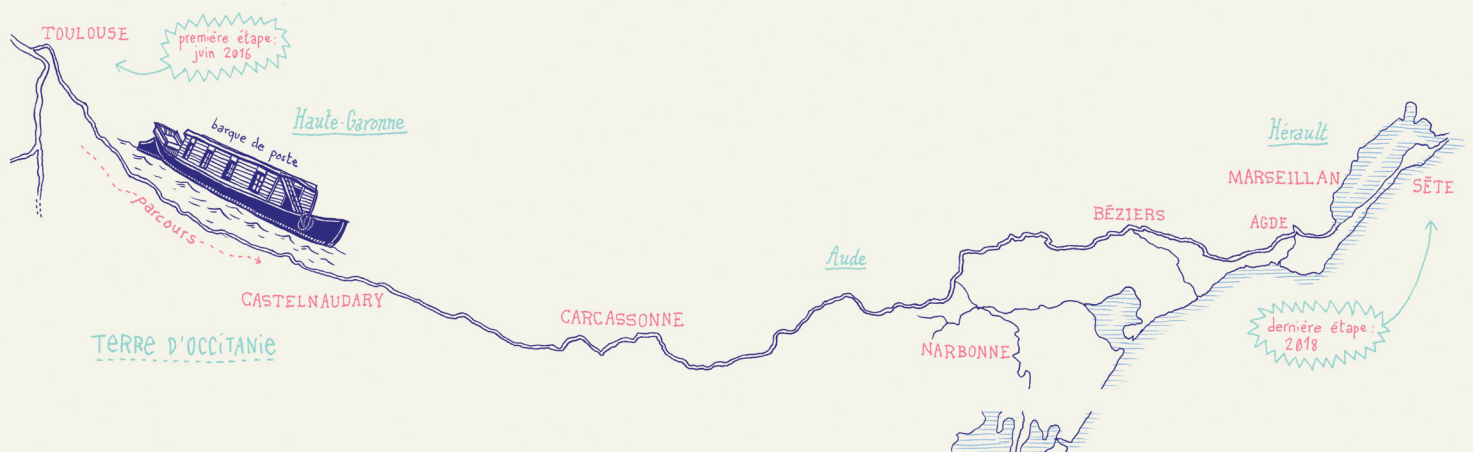 TOULOUSE
première étape:
juin 2016
barque de poste
Haute-Garonne
parcours
CASTELNAUDARY
TERRE D'OCCITANIE
CARCASSONNE
Aude
NARBONNE
BÉZIERS
AGDE
MARSEILLAN
Hérault
SÈTE
dernière étape:
2018